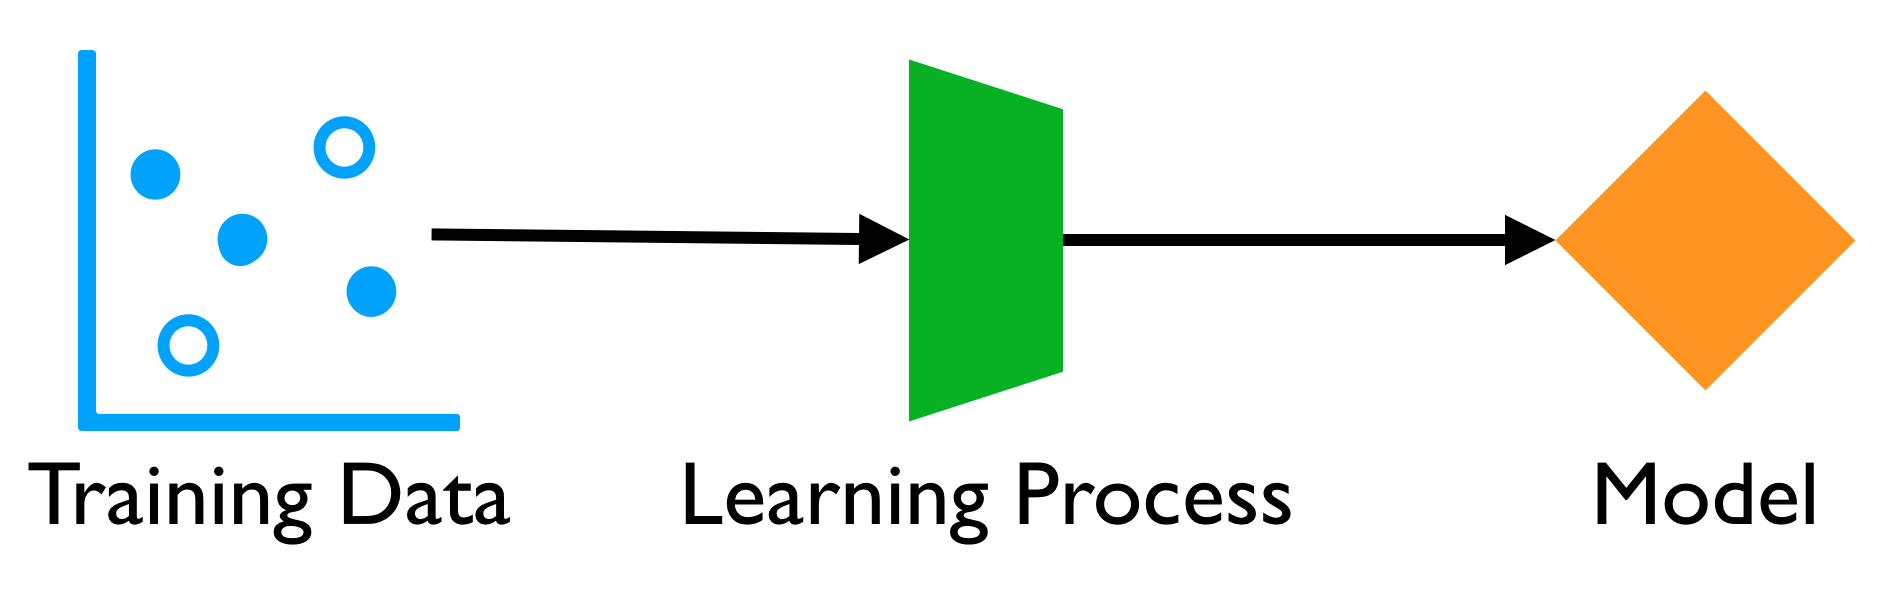 Training Data
Learning Process
Model